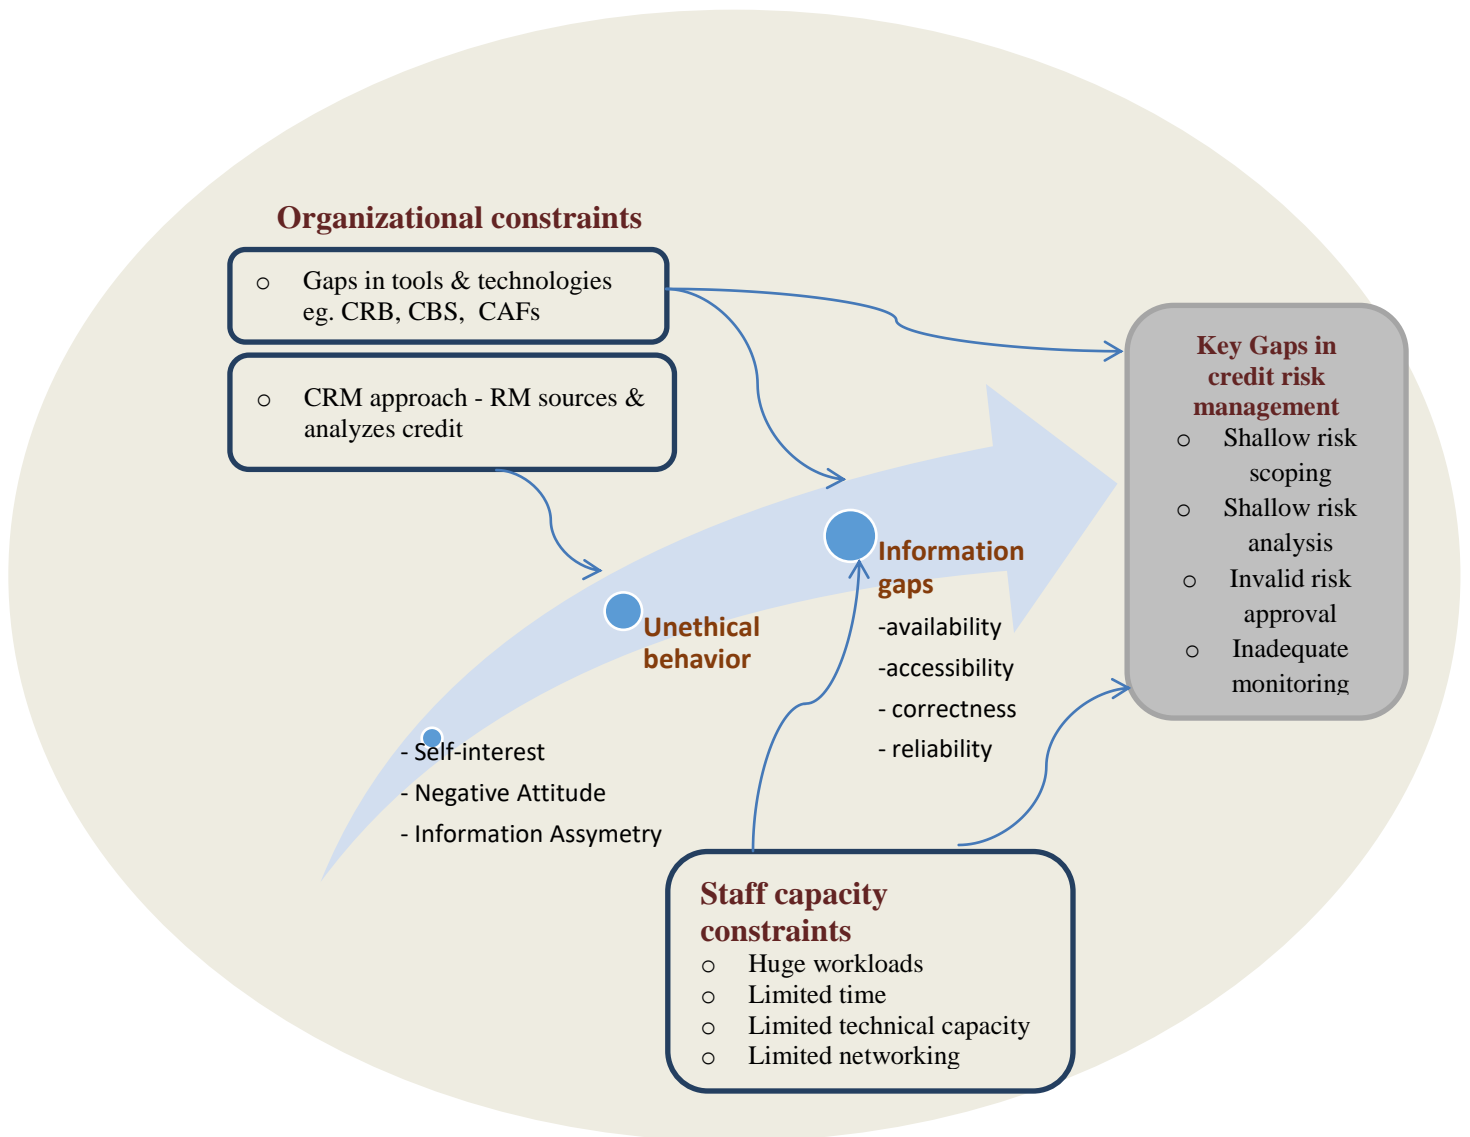 Organizational constraints
o Gaps in tools & technologies
eg. CRB, CBS, CAFs
o CRM approach - RM sources &
analyzes credit
Key Gaps in
credit risk
management
o Shallow risk
scoping
o Shallow risk
analysis
o Invalid risk
approval
o Inadequate
monitoring
Information
gaps
-availability
-accessibility
- correctness
- reliability
Unethical
behavior
- Self-interest
- Negative Attitude
- Information Assymetry
Staff capacity
constraints
o Huge workloads
o Limited time
o Limited technical capacity
o Limited networking